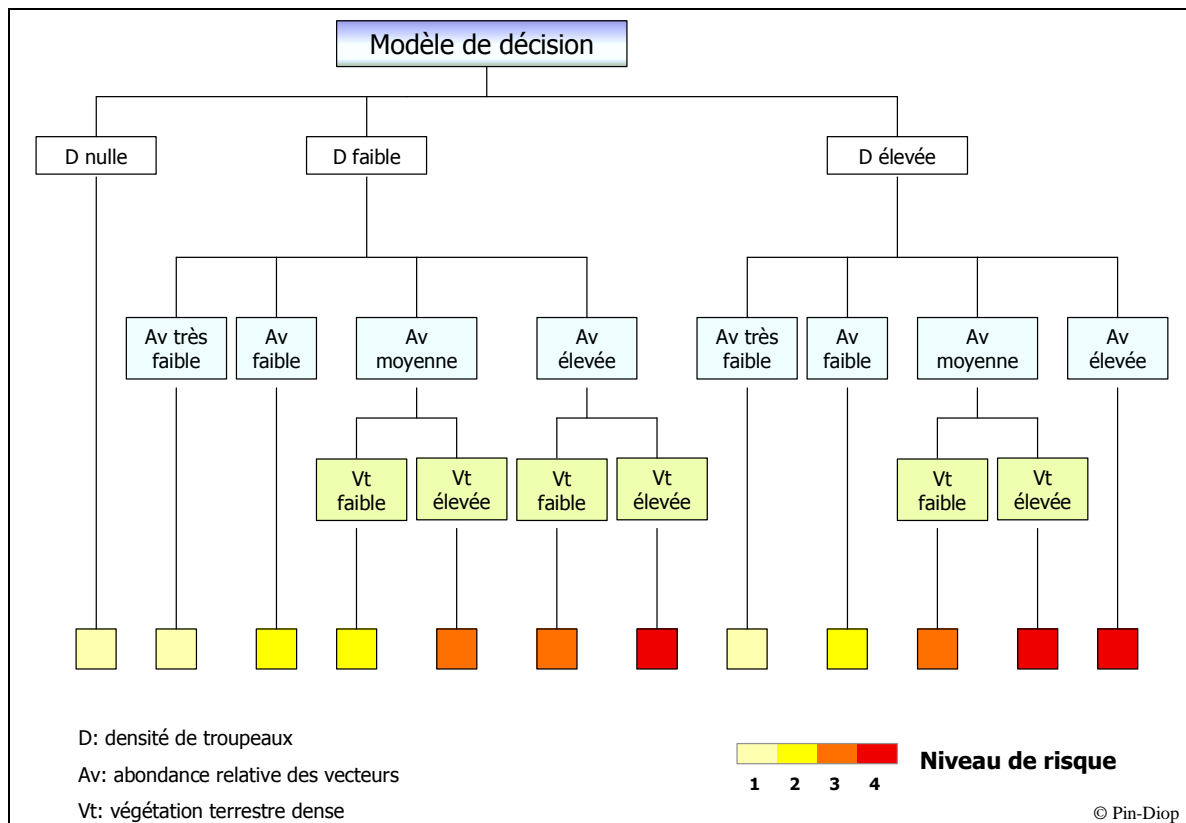 Modèle de décision
D nulle
D faible
D élevée
Av très
faible
Av
faible
Av
moyenne
Av
élevée
Av très
faible
Av
faible
Av
moyenne
Av
élevée
Vt
faible
Vt
élevée
Vt
faible
Vt
élevée
Vt
faible
Vt
élevée
D: densité de troupeaux
Av: abondance relative des vecteurs
Vt: végétation terrestre dense
Niveau de risque
1 2 3 4
© Pin-Diop